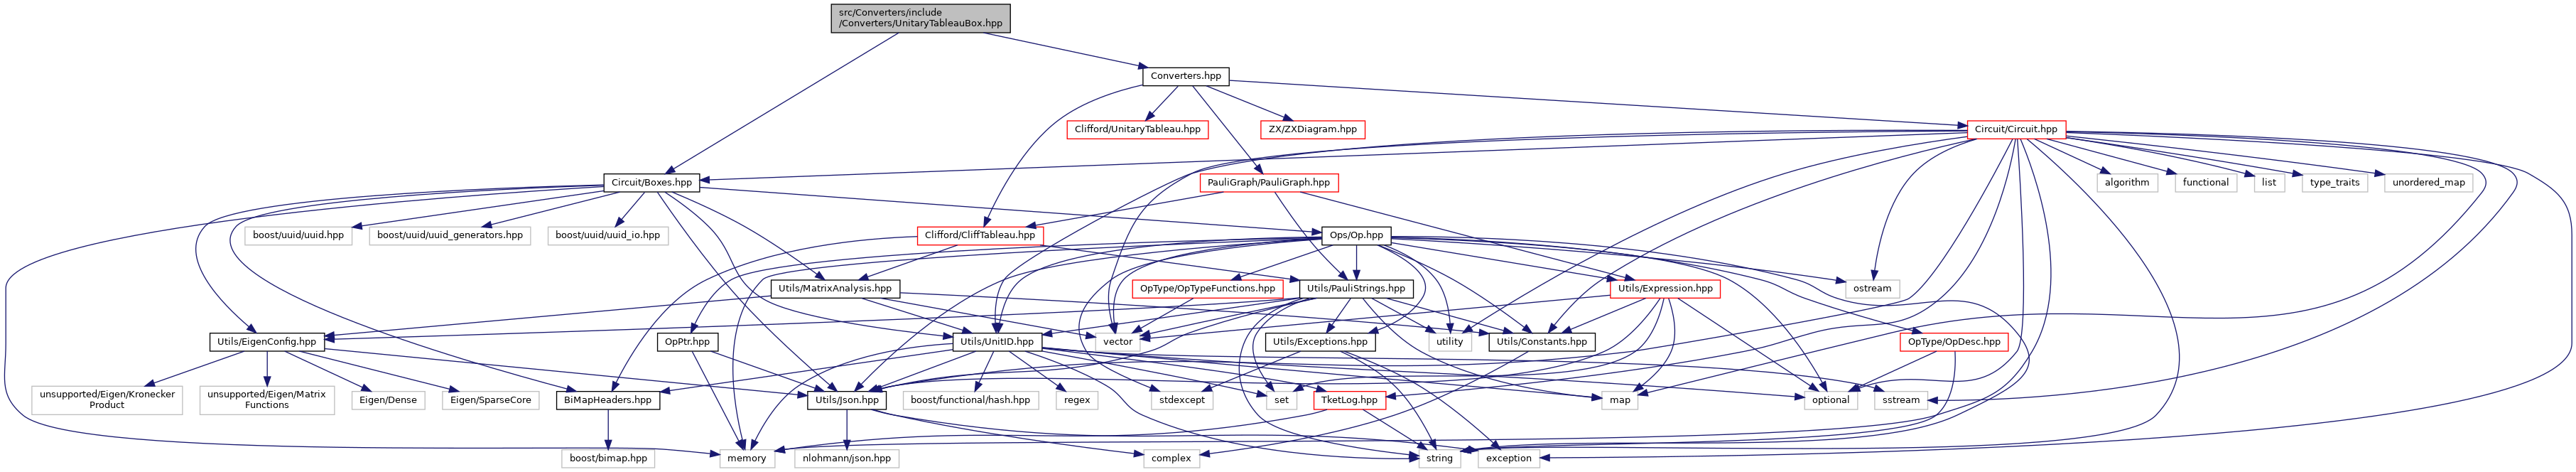 src/Converters/include
/Converters/UnitaryTableauBox.hpp
Converters.hpp
Clifford/UnitaryTableau.hpp
ZX/ZXDiagram.hpp
Circuit/Circuit.hpp
Circuit/Boxes.hpp
PauliGraph/PauliGraph.hpp
algorithm
functional
list
type_traits
unordered_map
boost/uuid/uuid.hpp
boost/uuid/uuid_generators.hpp
boost/uuid/uuid_io.hpp
Clifford/CliffTableau.hpp
Ops/Op.hpp
Utils/MatrixAnalysis.hpp
OpType/OpTypeFunctions.hpp
Utils/PauliStrings.hpp
Utils/Expression.hpp
ostream
Utils/EigenConfig.hpp
OpPtr.hpp
Utils/UnitID.hpp
vector
Utils/Exceptions.hpp
utility
Utils/Constants.hpp
OpType/OpDesc.hpp
unsupported/Eigen/Kronecker
Product
unsupported/Eigen/Matrix
Functions
Eigen/Dense
Eigen/SparseCore
BiMapHeaders.hpp
Utils/Json.hpp
boost/functional/hash.hpp
regex
stdexcept
set
TketLog.hpp
map
optional
sstream
boost/bimap.hpp
memory
nlohmann/json.hpp
complex
string
exception